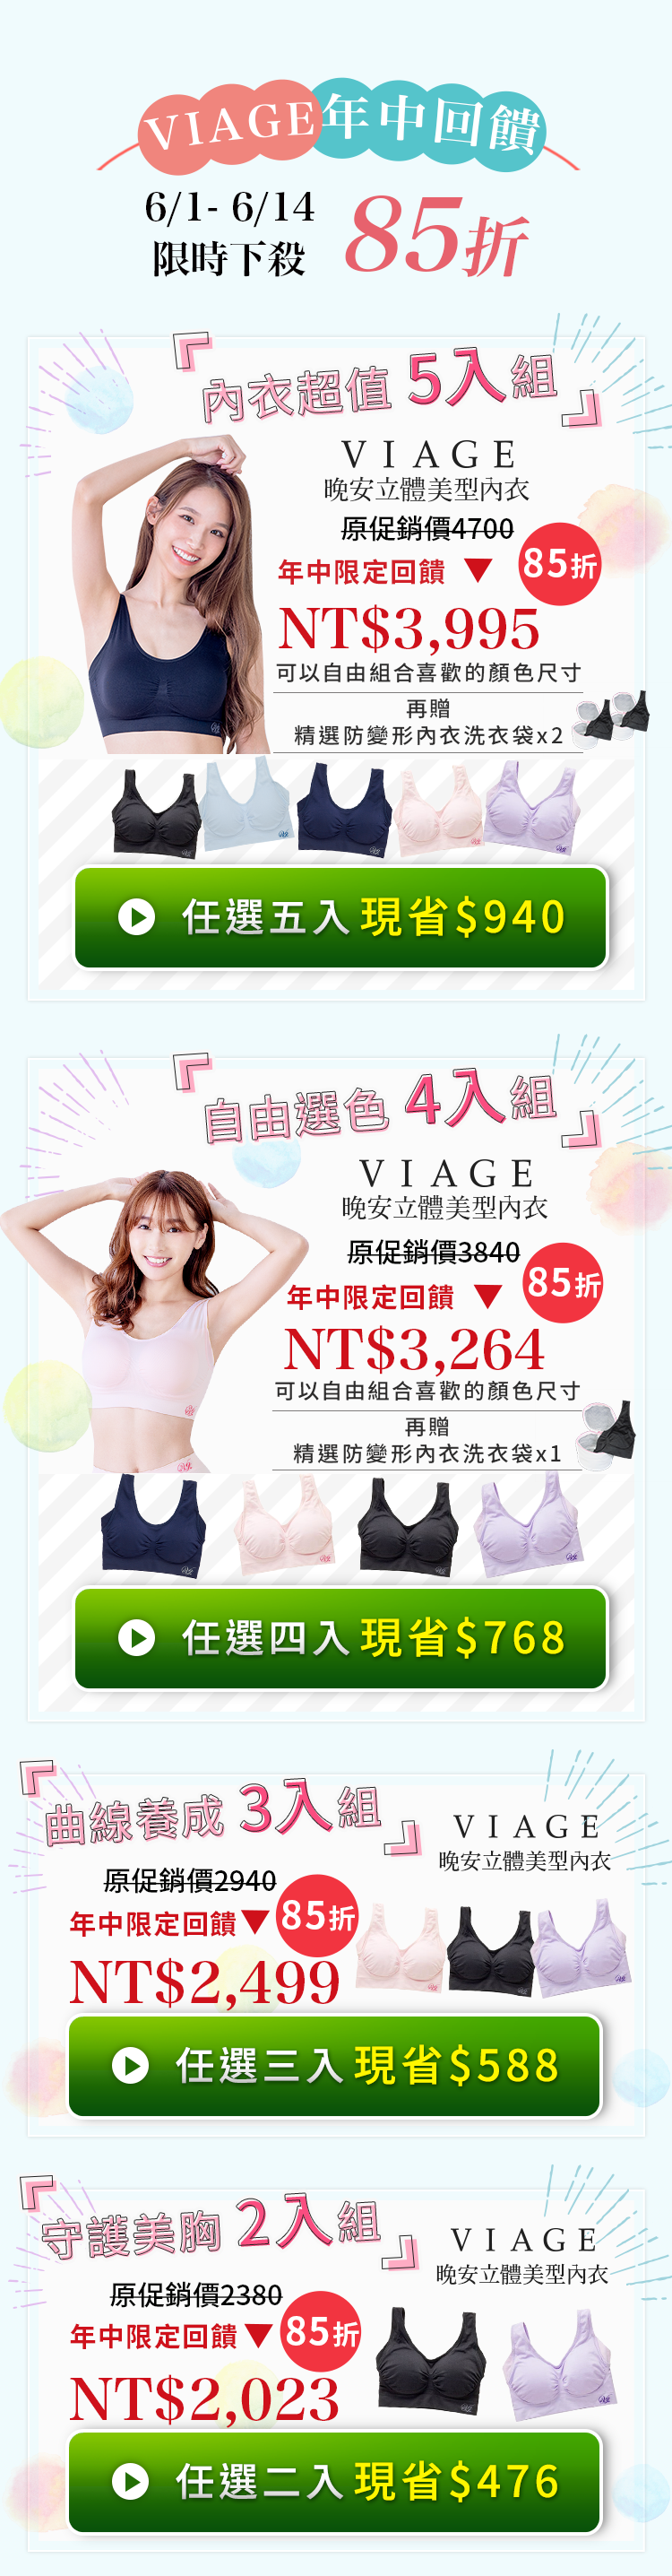 VIAGE年中回饋
6/1- 6/14
限時下殺
85折
內衣超值 5入組
VIAGE
晚安立體美型內衣
原促銷價4700
年中限定回饋 ▼ 85折
NT$3,995
可以自由組合喜歡的顏色尺寸
再贈
精選防變形內衣洗衣袋x2
任選五入現省$940
自由選色 4入組
VIAGE
晚安立體美型內衣
原促銷價3840
年中限定回饋 ▼ 85折
NT$3,264
可以自由組合喜歡的顏色尺寸
再贈
精選防變形內衣洗衣袋x1
任選四入現省$768
曲線養成 3入組
VIAGE
晚安立體美型內衣
原促銷價2940
年中限定回饋▼ 85折
NT$2,499
任選三入現省$588
守護美胸 2入組
VIAGE
晚安立體美型內衣
原促銷價2380
年中限定回饋▼ 85折
NT$2,023
任選二入現省$476